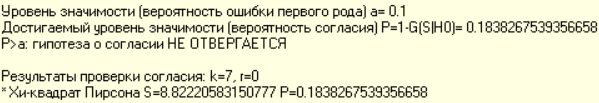 Уровень значимости (вероятность ошибки первого рода) a= 0.1
Достигаемый уровень значимости (вероятность согласия) P=1-G(S|H0)= 0.1838267539356658
P>a: гипотеза о согласии НЕ ОТВЕРГАЕТСЯ
Результаты проверки согласия: k=7, r=0
*Хи-квадрат Пирсона S=8.82220583150777 P=0.1838267539356658